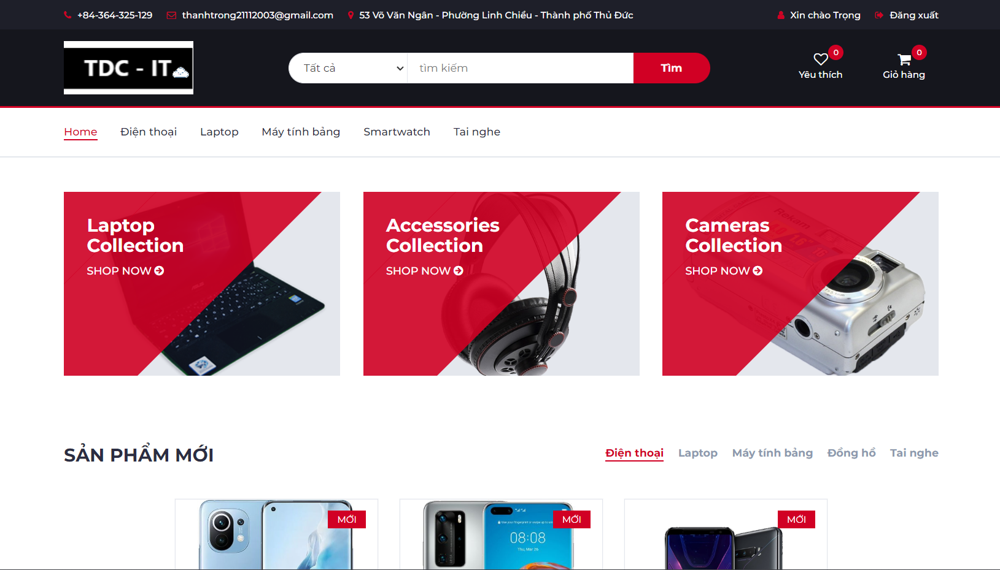 +84-364-325-129 thanhtrong21112003@gmail.com 53 Võ Văn Ngân - Phường Linh Chiểu - Thành phố Thủ Đức Xin chào Trọng Đăng xuất
TDC - IT
Tất cả tìm kiếm Tìm
0 0
Yêu thích Giỏ hàng
Home Điện thoại Laptop Máy tính bảng Smartwatch Tai nghe
Laptop
Collection
SHOP NOW
Accessories
Collection
SHOP NOW
Cameras
Collection
SHOP NOW
SẢN PHẨM MỚI
Điện thoại Laptop Máy tính bảng Đồng hồ Tai nghe
MỚI
MỚI
08:08
Thu, Mar 26
MỚI